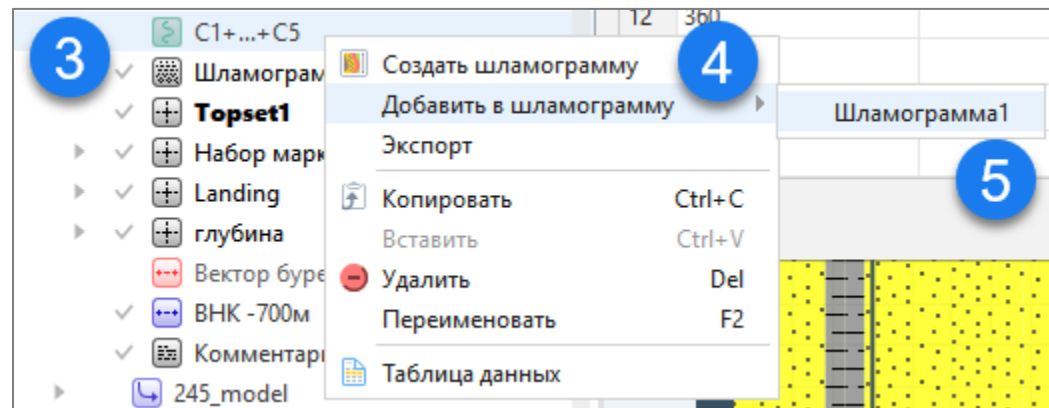 12 360
3
C1+...+C5
Шламограм
Topset1
Набор марк
Landing
глубина
Вектор буре
ВНК -700м
Комментар
245_model
4
Создать шламограмму
Добавить в шламограмму
Экспорт
Копировать Ctrl+C
Вставить Ctrl+V
Удалить Del
Переименовать F2
Таблица данных
Шламограмма1
5